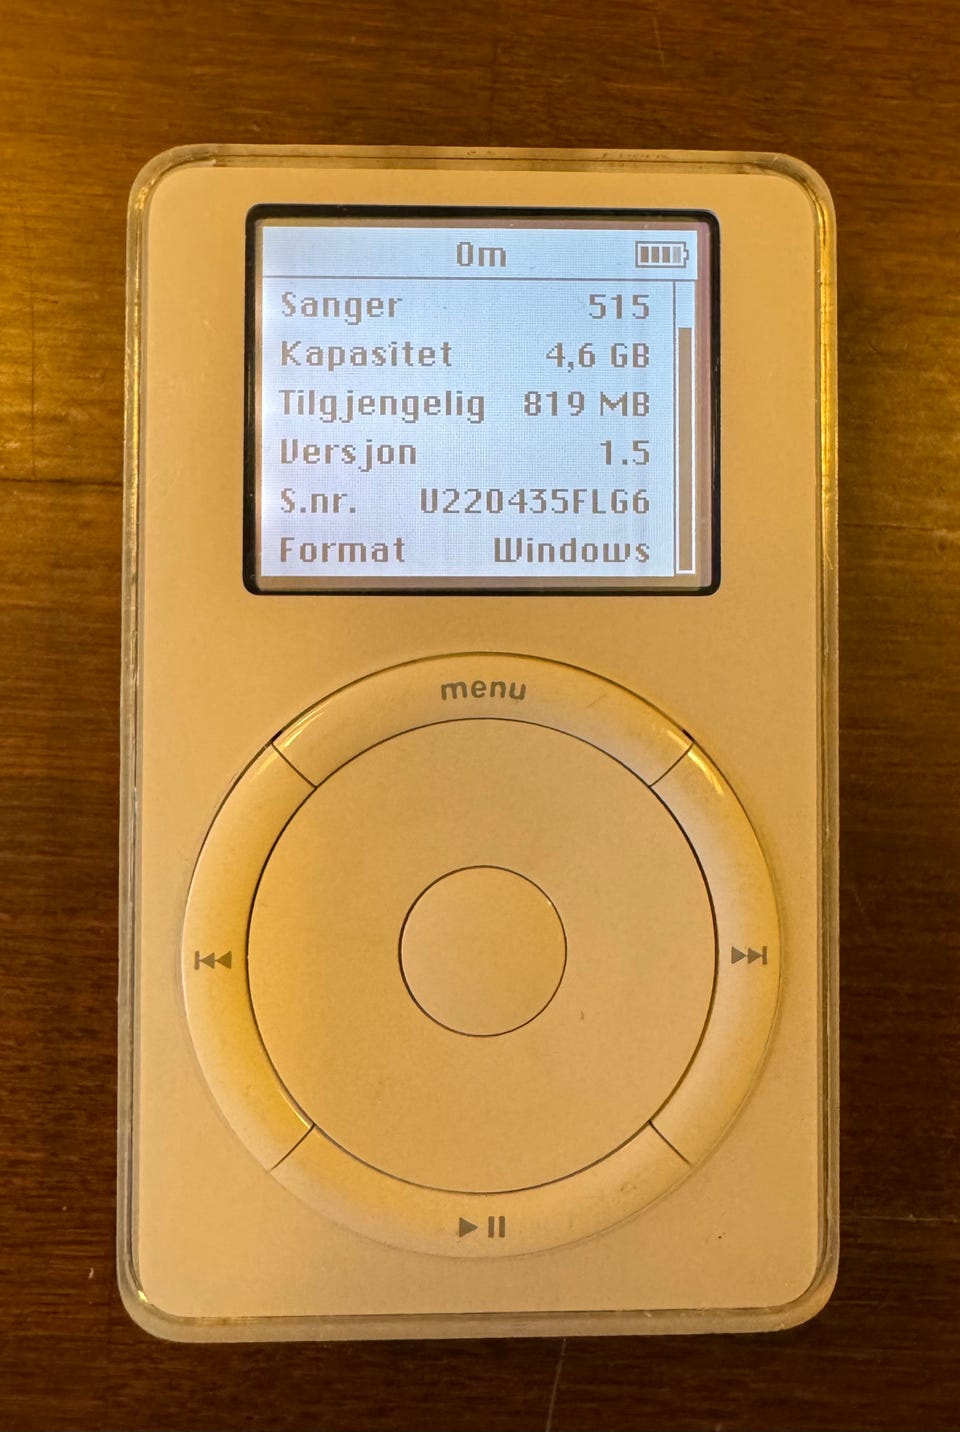 Om
Sanger 515
Kapasitet 4,6 GB
Tilgjengelig 819 MB
Versjon 1.5
S.nr. U220435FLG6
Format Windows
menu